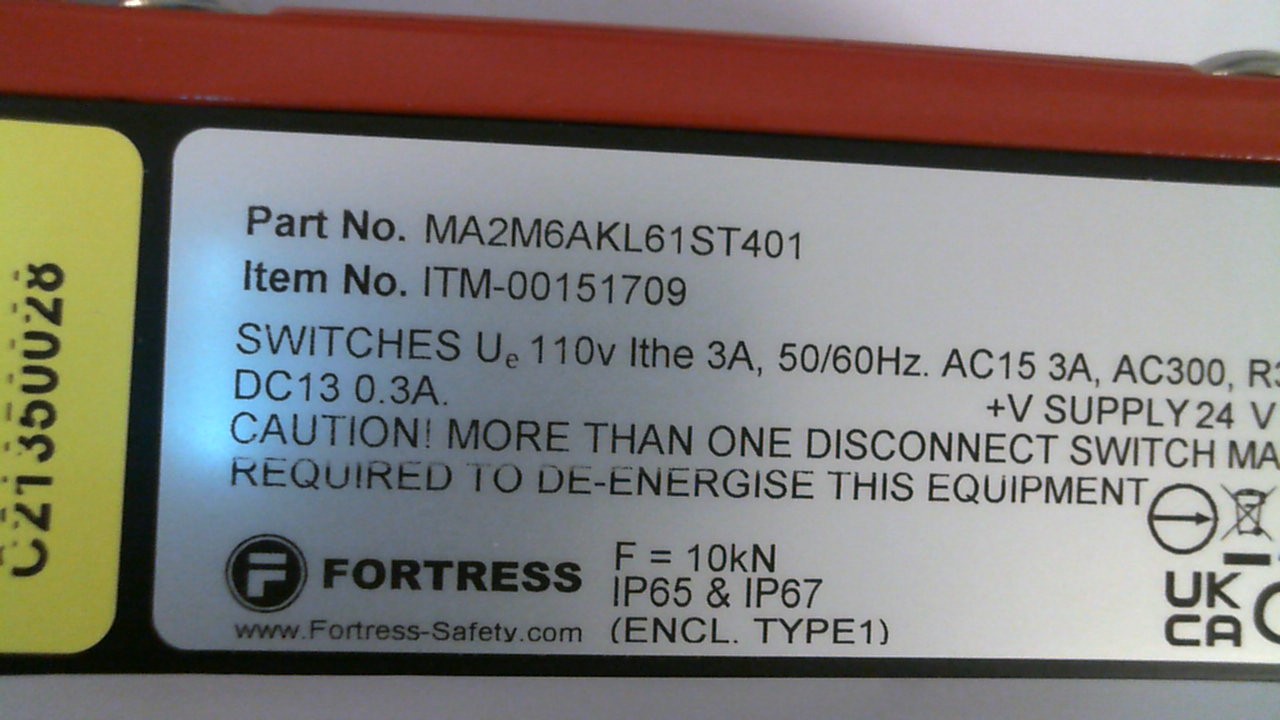 Part No. MA2M6AKL61ST401
Item No. ITM-00151709
SWITCHES Ue 110v Ithe 3A, 50/60Hz. AC15 3A, AC300, R3
DC13 0.3A. +V SUPPLY 24 V
CAUTION! MORE THAN ONE DISCONNECT SWITCH MA
REQUIRED TO DE-ENERGISE THIS EQUIPMENT
FORTRESS
www.Fortress-Safety.com
F = 10kN
IP65 & IP67
(ENCL. TYPE1)
UK
CA